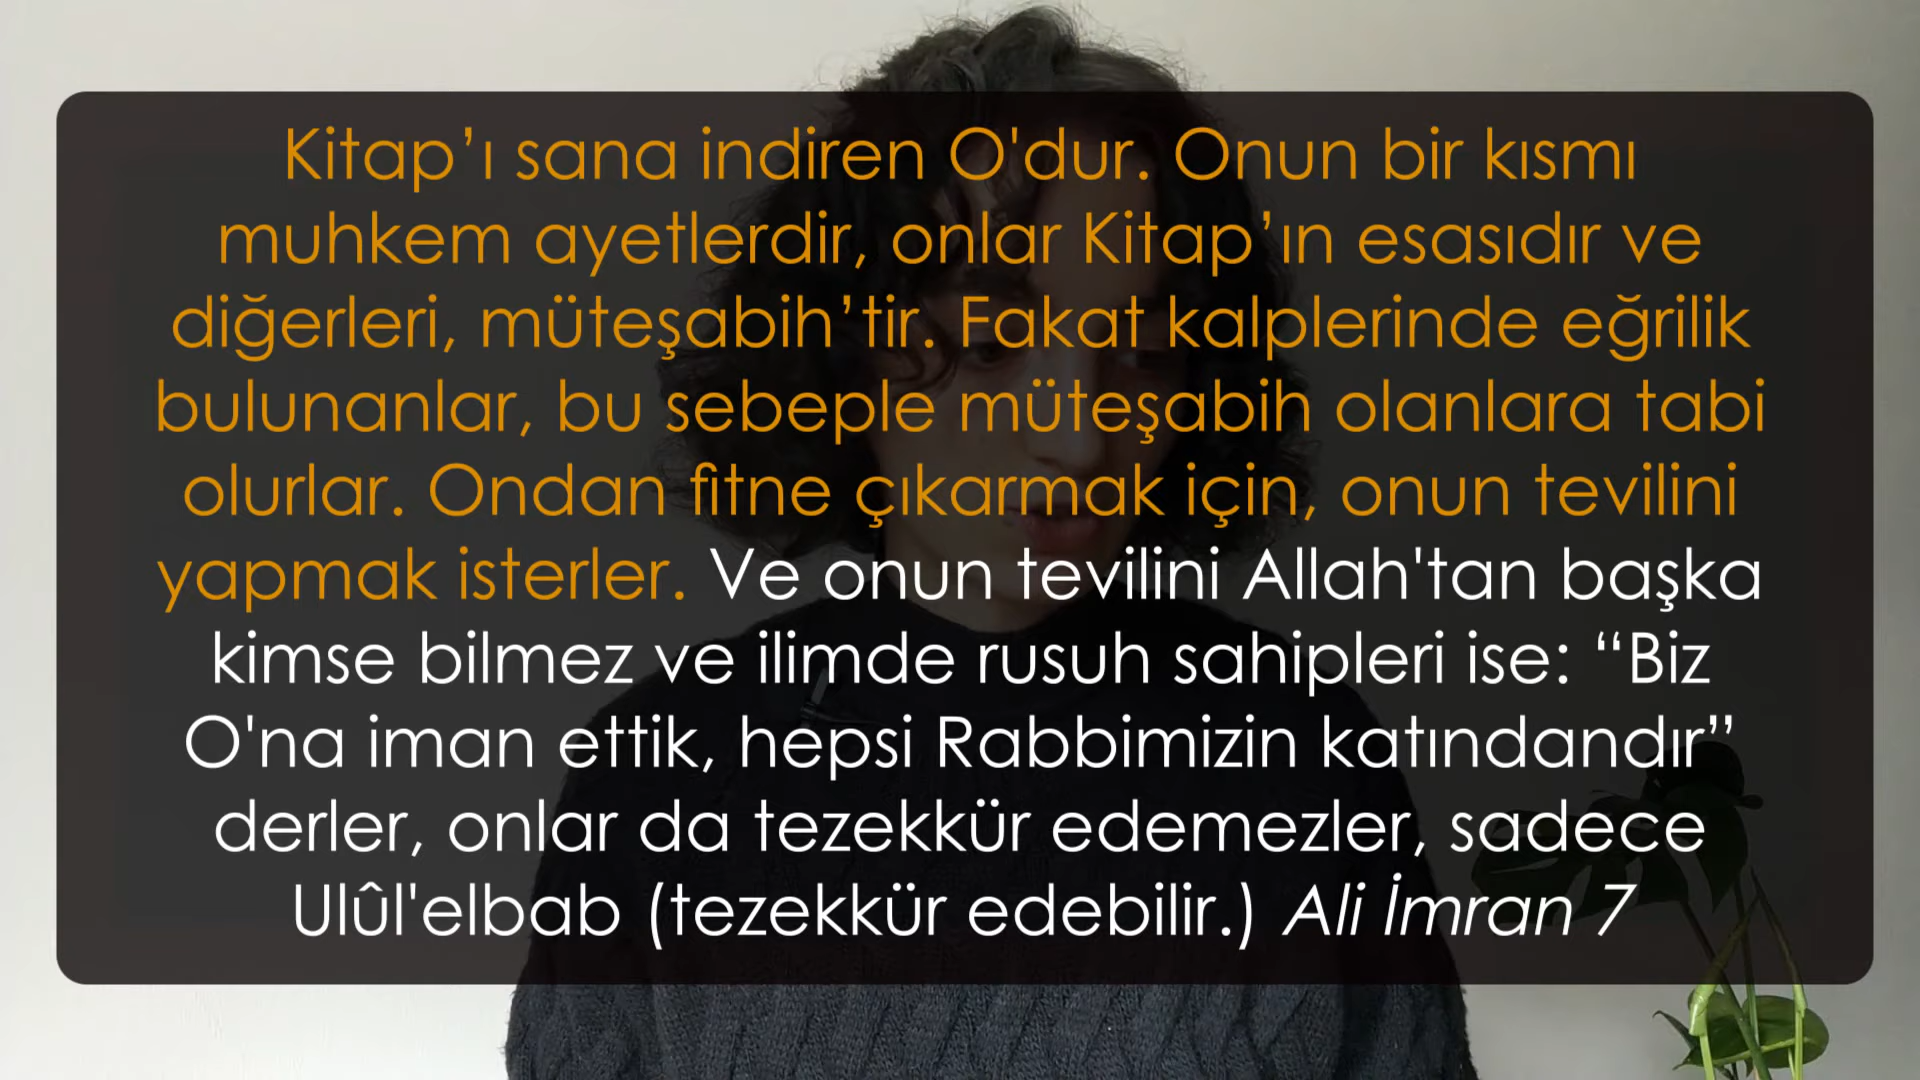 Kitap’ı sana indiren O'dur. Onun bir kısmı
muhkem ayetlerdir, onlar Kitap’ın esasıdır ve
diğerleri, müteşabih’tir. Fakat kalplerinde eğrilik
bulunanlar, bu sebeple müteşabih olanlara tabi
olurlar. Ondan fitne çıkarmak için, onun tevilini
yapmak isterler. Ve onun tevilini Allah'tan başka
kimse bilmez ve ilimde rusuh sahipleri ise: “Biz
O'na iman ettik, hepsi Rabbimizin katındandır”
derler, onlar da tezekkür edemezler, sadece
Ulûl'elbab (tezekkür edebilir.) Ali İmran 7